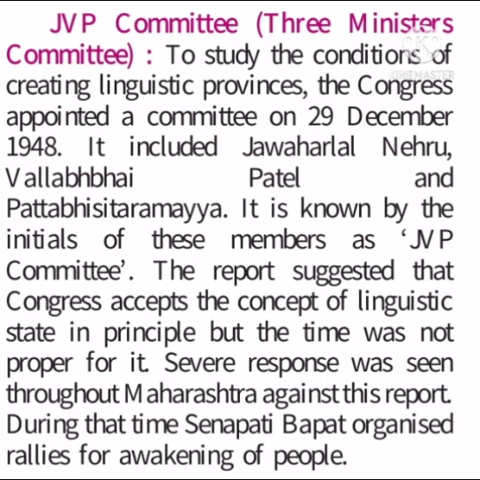 JVP Committee (Three Ministers
Committee) : To study the conditions of
creating linguistic provinces, the Congress
appointed a committee on 29 December
1948. It included Jawaharlal Nehru,
Vallabhbhai Patel and
Pattabhisitaramayya. It is known by the
initials of these members as ‘JVP
Committee’. The report suggested that
Congress accepts the concept of linguistic
state in principle but the time was not
proper for it. Severe response was seen
throughout Maharashtra against this report.
During that time Senapati Bapat organised
rallies for awakening of people.
KINEMASTER